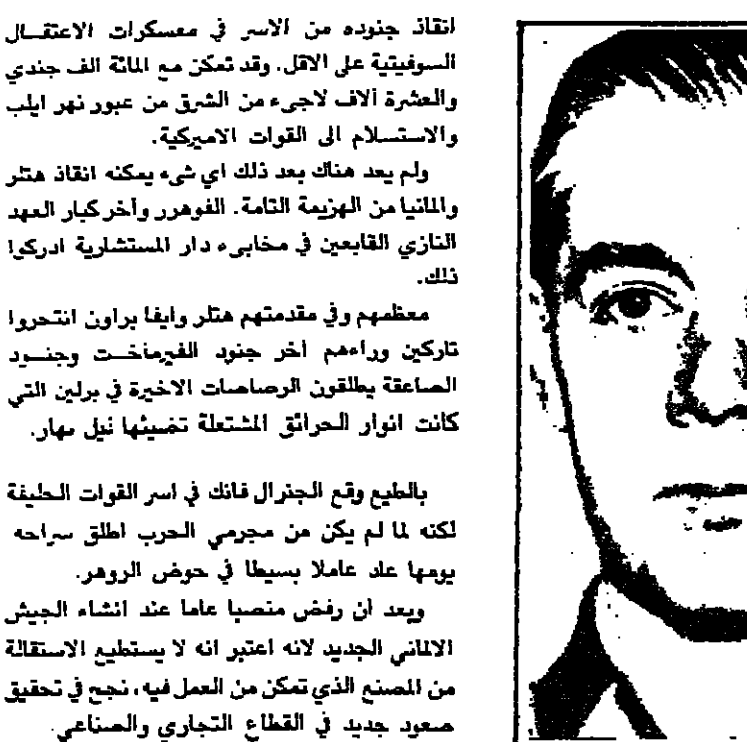 انقاذ جنوده من الاسر في معسكرات الاعتقـال
السوفيتية على الاقل. وقد تمكن مع المائة الف جندي
والعشرة آلاف لاجىء من الشرق من عبور نهر ايلب
والاستسلام الى القوات الاميركية.
ولم يعد هناك بعد ذلك اي شيء يمكنه انقاذ هتلر
والمانيا من الهزيمة التامة. الفوهرر وآخر كبار العهد
النازي القابعين في مخابىء دار المستشارية ادركوا
ذلك.
معظمهم وفي مقدمتهم هتلر وايفا براون انتحروا
تاركين وراءهم آخر جنود الفيرماخـت وجنـود
الصاعقة يطلقون الرصاصات الاخيرة في برلين التي
كانت انوار الحرائق المشتعلة تضيئها ليل نهار.
بالطبع وقع الجنرال فانك في اسر القوات الحليفة
لكنه لما لم يكن من مجرمي الحرب اطلق سراحه
يومها عاد عاملا بسيطا في حوض الروهر.
وبعد ان رفض منصبا عاما عند انشاء الجيش
الالماني الجديد لانه اعتبر انه لا يستطيع الاستقالة
من المصنع الذي تمكن من العمل فيه، نجح في تحقيق
صعود جديد في القطاع التجاري والصناعي.